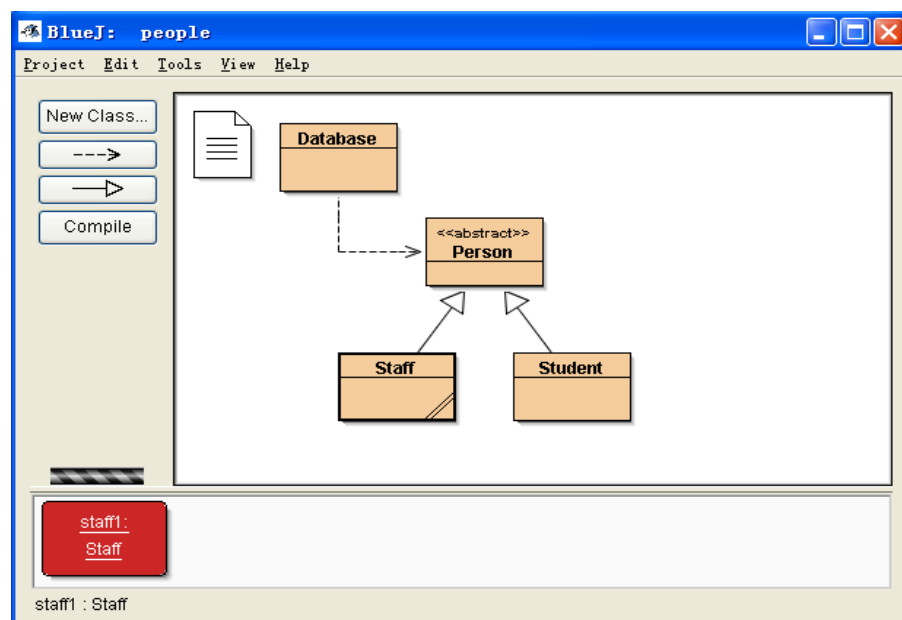 BlueJ: people
Project Edit Tools View Help
New Class...
Compile
Database
<<abstract>>
Person
Staff
Student
staff1:
Staff
staff1 : Staff